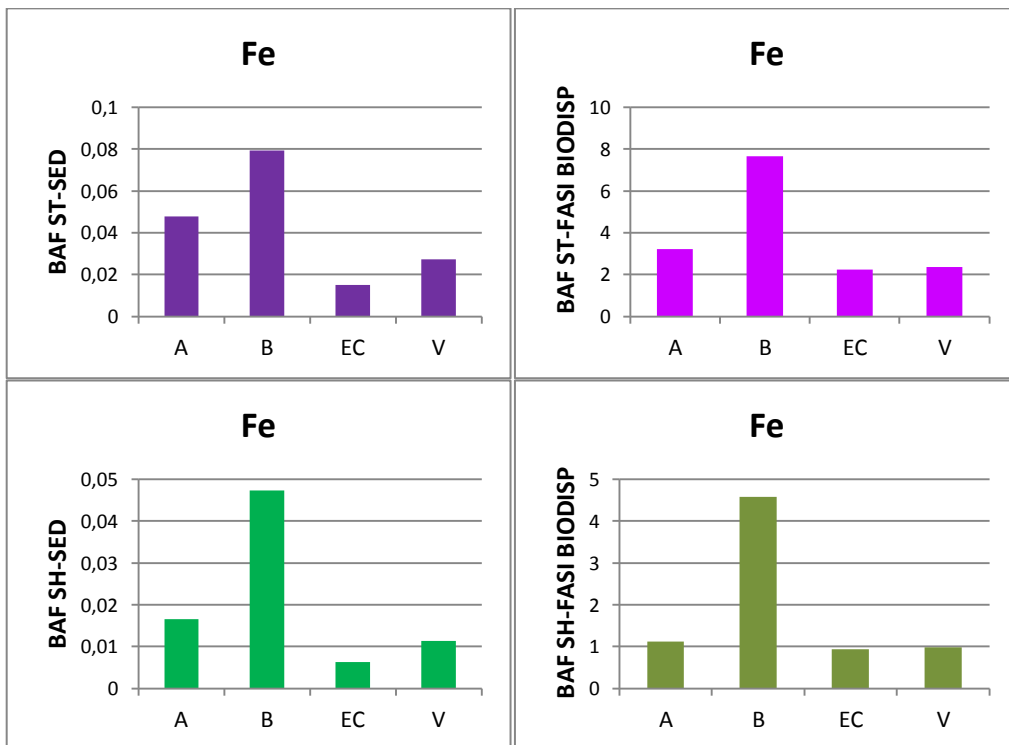 Fe
BAF ST-SED
0,1
0,08
0,06
0,04
0,02
0
A B EC V
Fe
BAF ST-FASI BIODISP
10
8
6
4
2
0
A B EC V
Fe
BAF SH-SED
0,05
0,04
0,03
0,02
0,01
0
A B EC V
Fe
BAF SH-FASI BIODISP
5
4
3
2
1
0
A B EC V